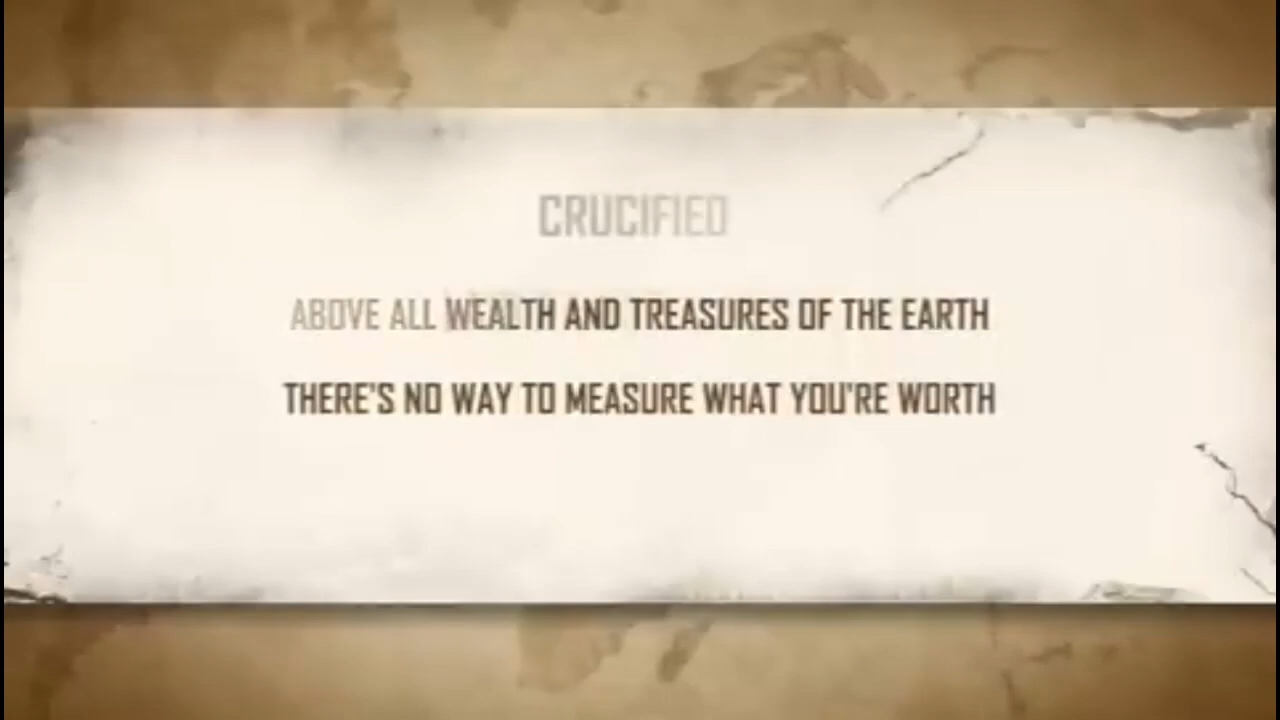 CRUCIFIED
ABOVE ALL WEALTH AND TREASURES OF THE EARTH
THERE'S NO WAY TO MEASURE WHAT YOU'RE WORTH